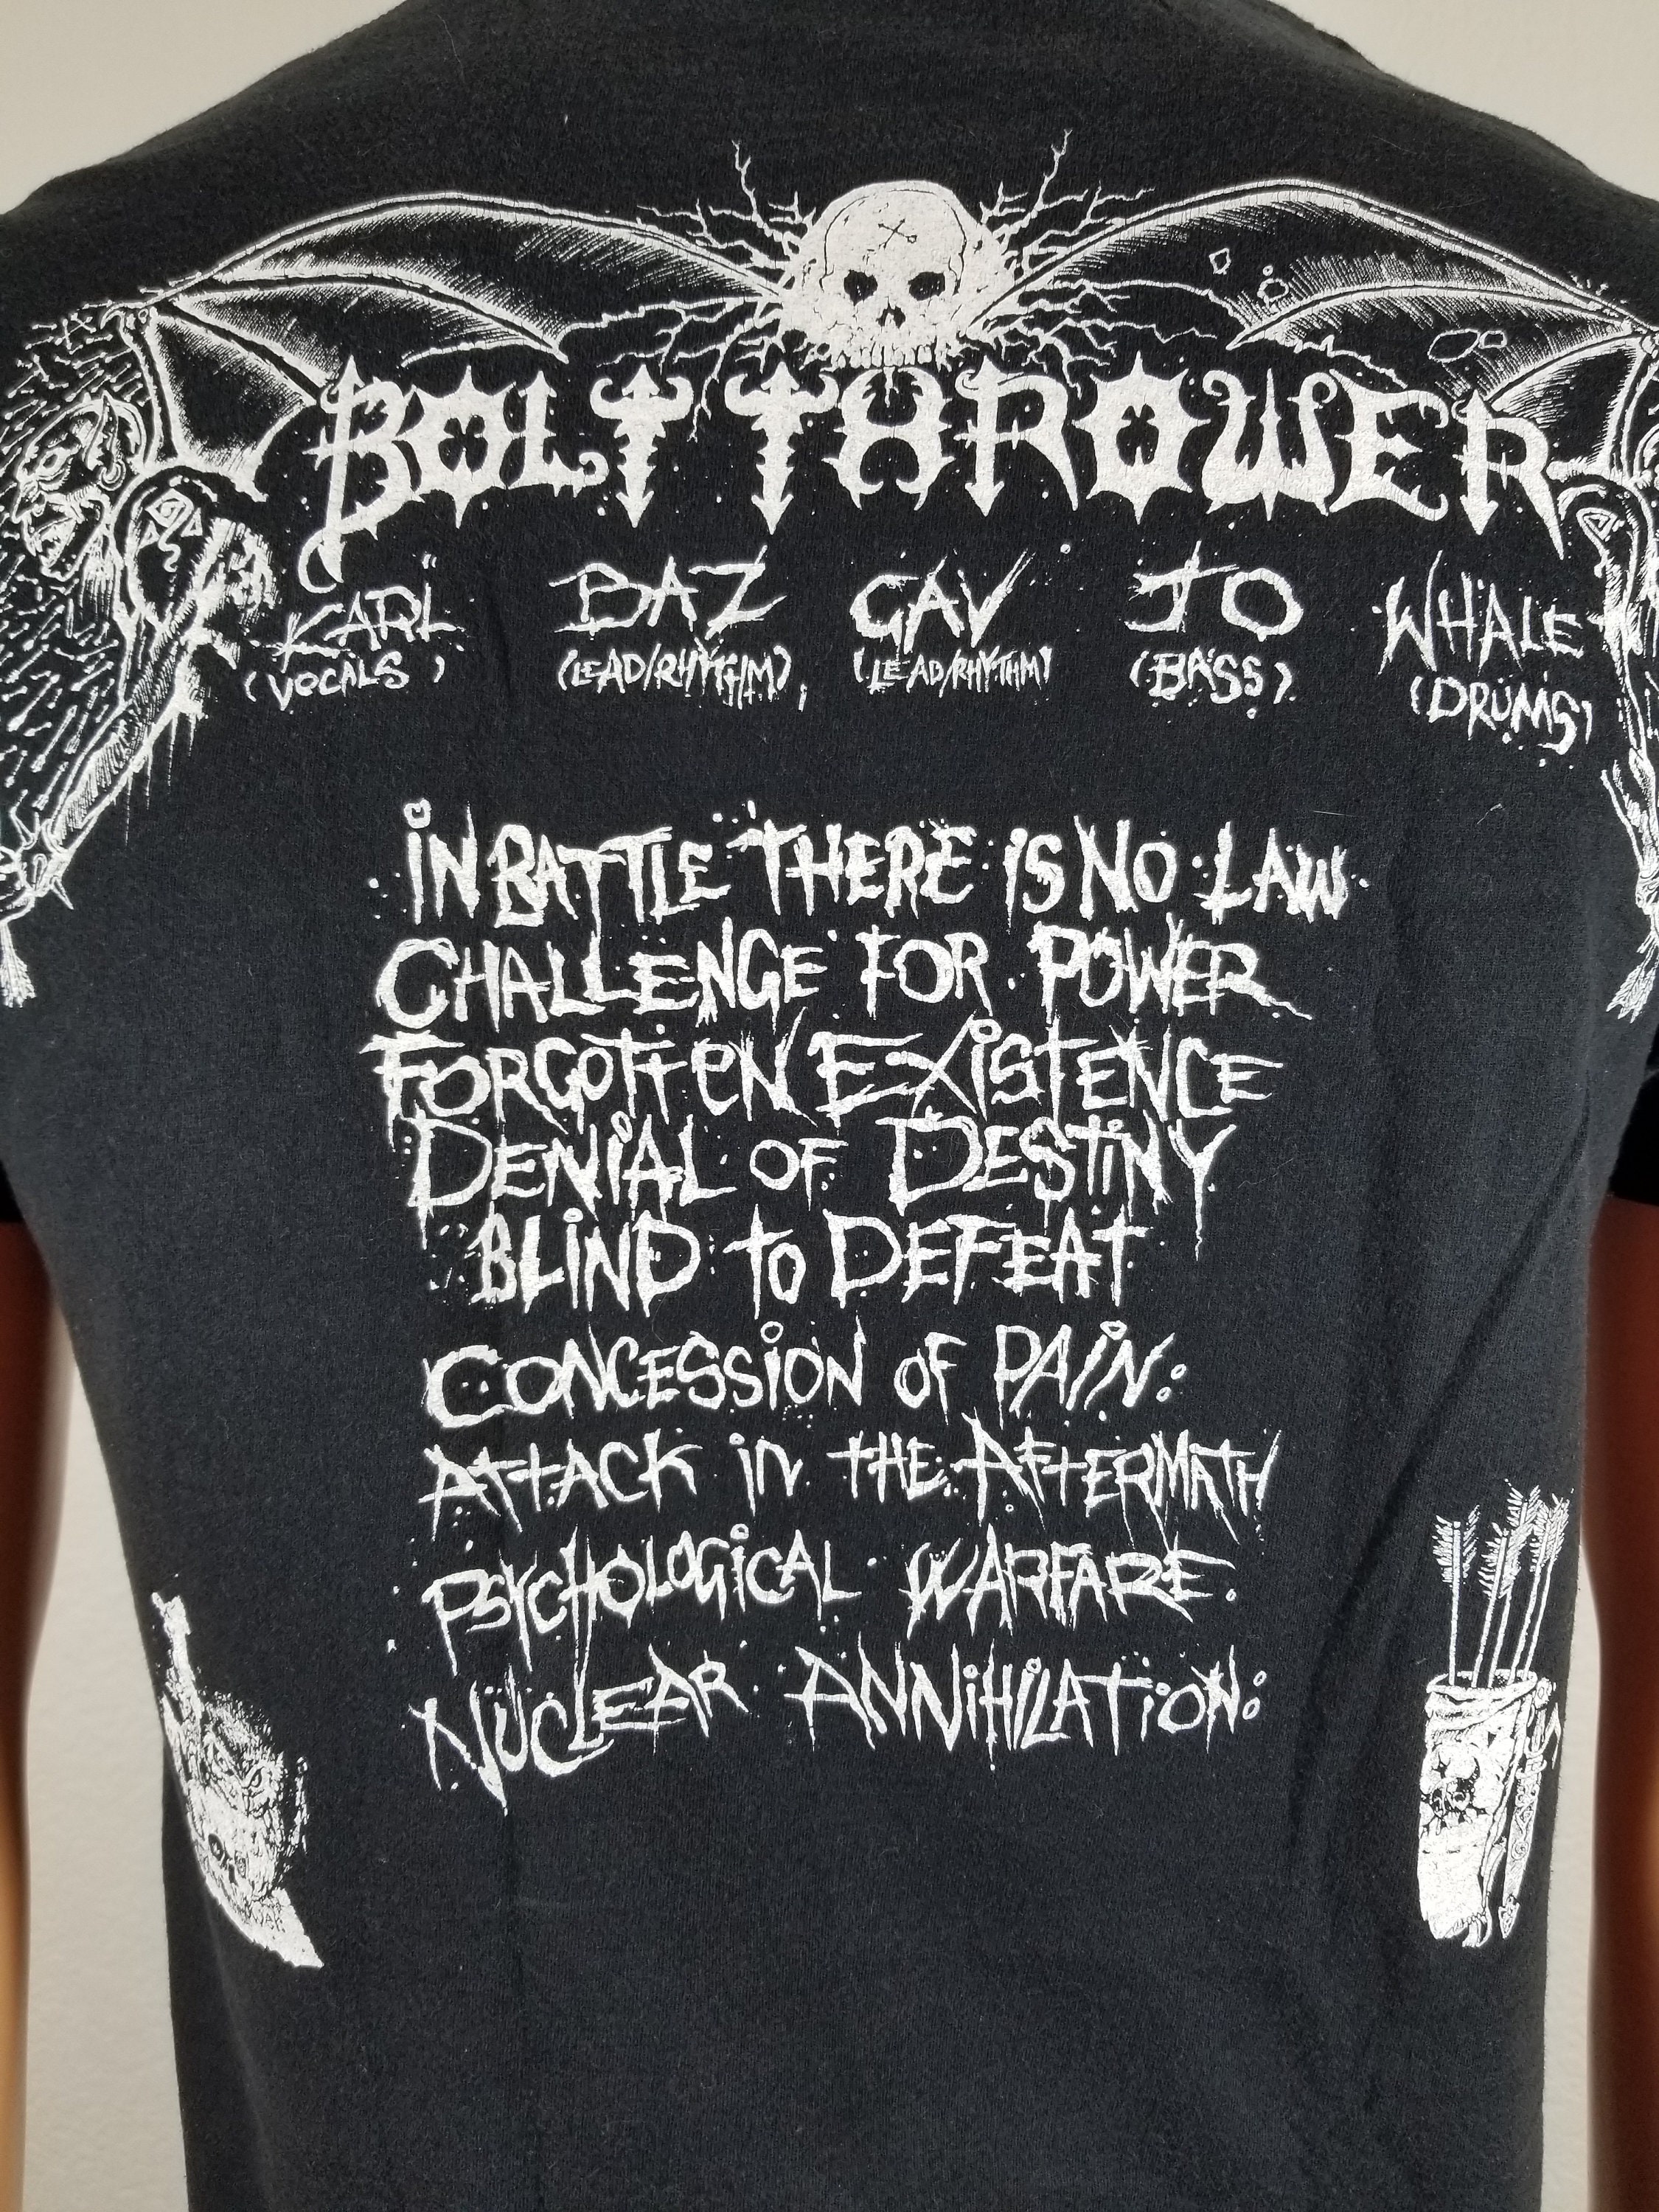 BOLT THROWER
KARL BAZ GAV JO WHALE
(VOCALS) (LEAD/RHYTHM) (LEAD/RHYTHM) (BASS) (DRUMS)
IN BATTLE THERE IS NO LAW
CHALLENGE FOR POWER
FORGOTTEN EXISTENCE
DENIAL OF DESTINY
BLIND TO DEFEAT
CONCESSION OF PAIN:
ATTACK IN THE AFTERMATH
PSYCHOLOGICAL WARFARE.
NUCLEAR ANNIHILATION: